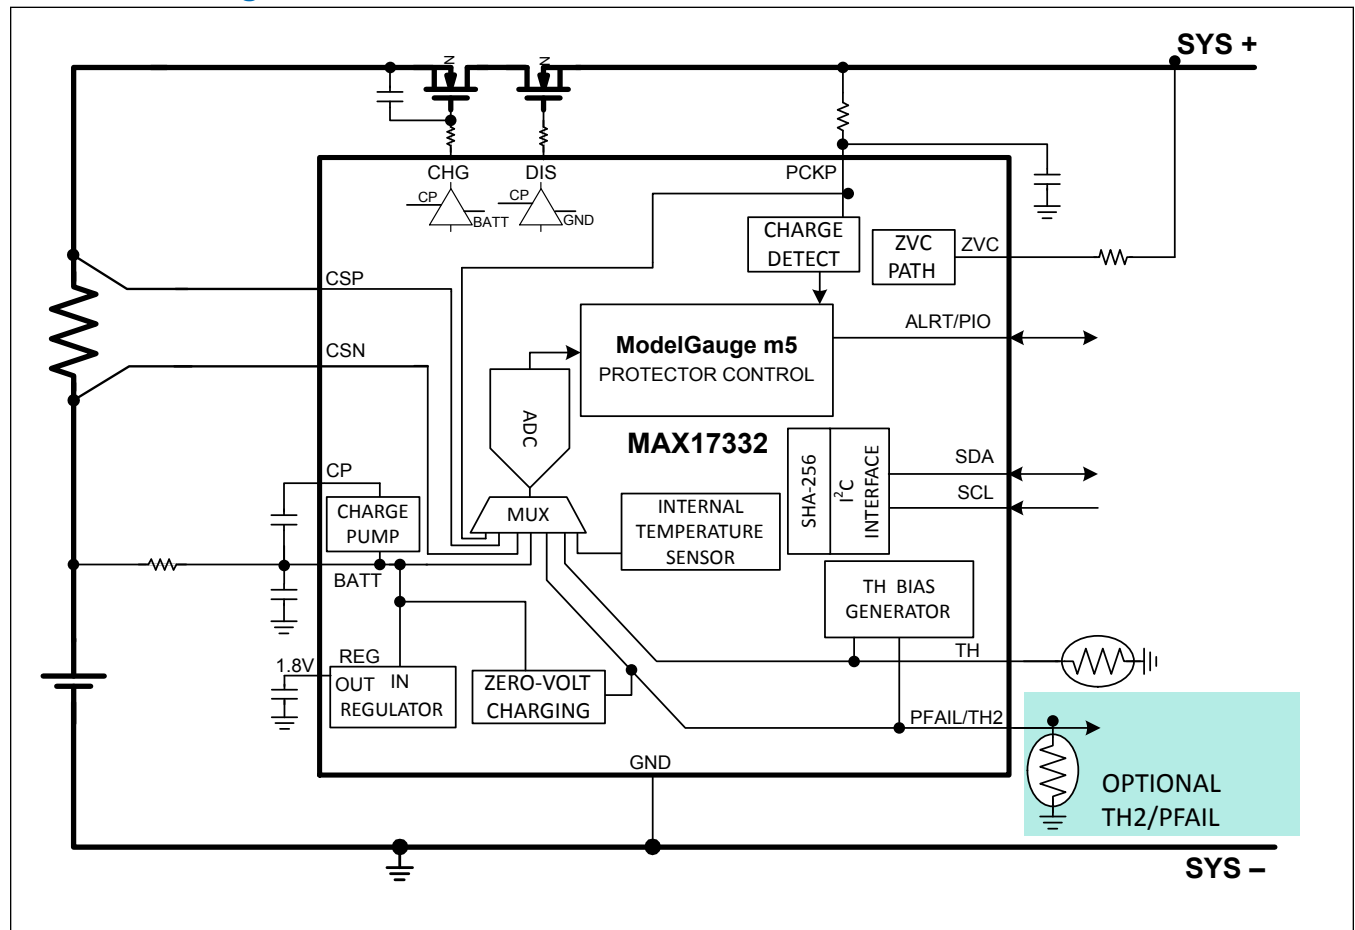 SYS +
N
N
CHG
DIS
PCKP
CP
BATT
CP
GND
CHARGE
DETECT
ZVC
PATH
ZVC
CSP
ALRT/PIO
ModelGauge m5
PROTECTOR CONTROL
CSN
ADC
MAX17332
CP
SHA-256
I²C
INTERFACE
SDA
SCL
CHARGE
PUMP
MUX
INTERNAL
TEMPERATURE
SENSOR
BATT
TH BIAS
GENERATOR
TH
1.8V
REG
OUT IN
REGULATOR
ZERO-VOLT
CHARGING
PFAIL/TH2
GND
OPTIONAL
TH2/PFAIL
SYS –